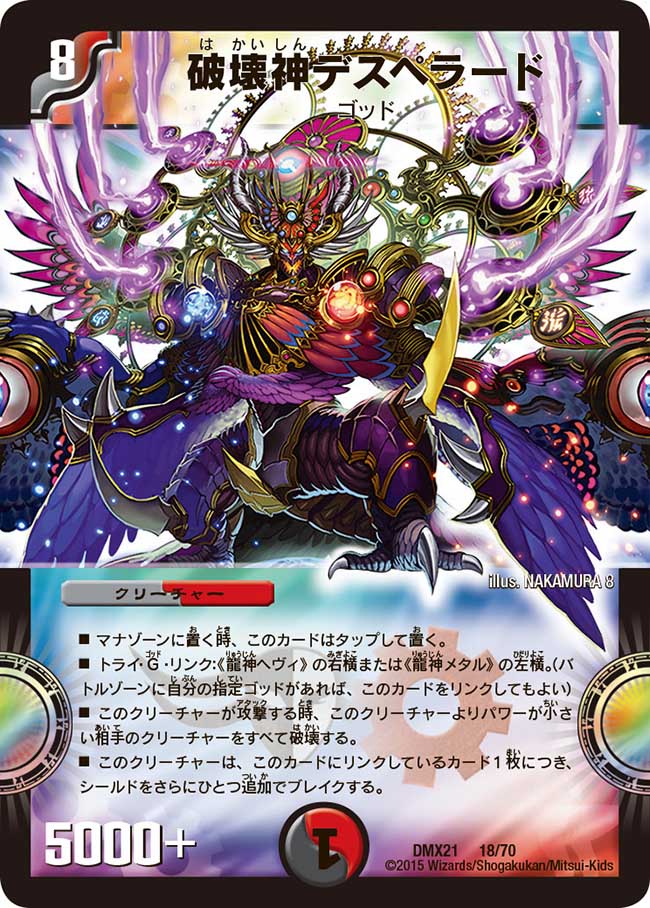 8
破壊神デスペラード
ゴッド
illus. NAKAMURA 8
クリーチャー
■ マナゾーンに置く時、このカードはタップして置く。
■ トライ・G・リンク:《龍神ヘヴィ》の右横または《龍神メタル》の左横。(バ
トルゾーンに自分の指定ゴッドがあれば、このカードをリンクしてもよい)
■ このクリーチャーが攻撃する時、このクリーチャーよりパワーが小さ
い相手のクリーチャーをすべて破壊する。
■ このクリーチャーは、このカードにリンクしているカード1枚につき、
シールドをさらにひとつ追加でブレイクする。
5000+
1
DMX21 18/70
©2015 Wizards/Shogakukan/Mitsui-Kids